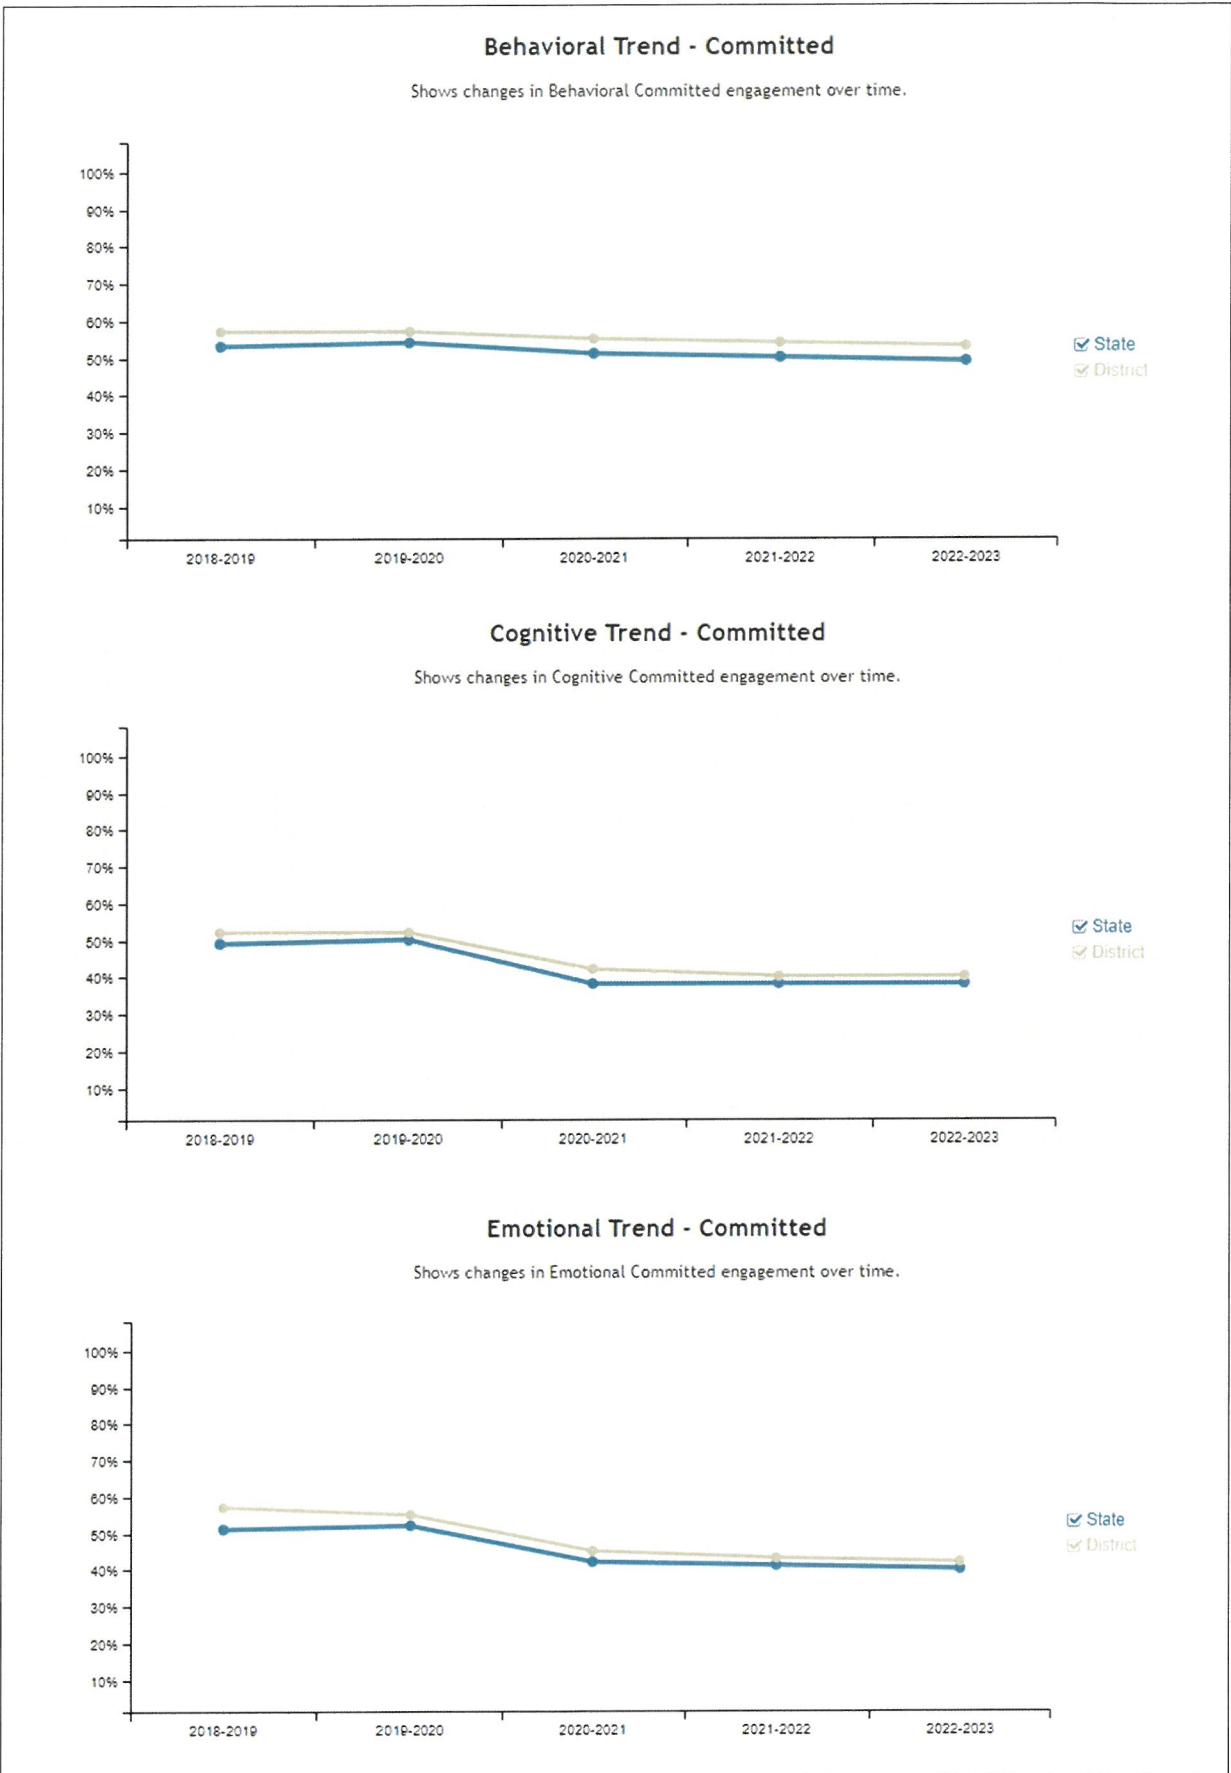 Behavioral Trend - Committed
Shows changes in Behavioral Committed engagement over time.
100%
90%
80%
70%
60%
50%
40%
30%
20%
10%
State
District
2018-2019 2019-2020 2020-2021 2021-2022 2022-2023
Cognitive Trend - Committed
Shows changes in Cognitive Committed engagement over time.
100%
90%
80%
70%
60%
50%
40%
30%
20%
10%
State
District
2018-2019 2019-2020 2020-2021 2021-2022 2022-2023
Emotional Trend - Committed
Shows changes in Emotional Committed engagement over time.
100%
90%
80%
70%
60%
50%
40%
30%
20%
10%
State
District
2018-2019 2019-2020 2020-2021 2021-2022 2022-2023